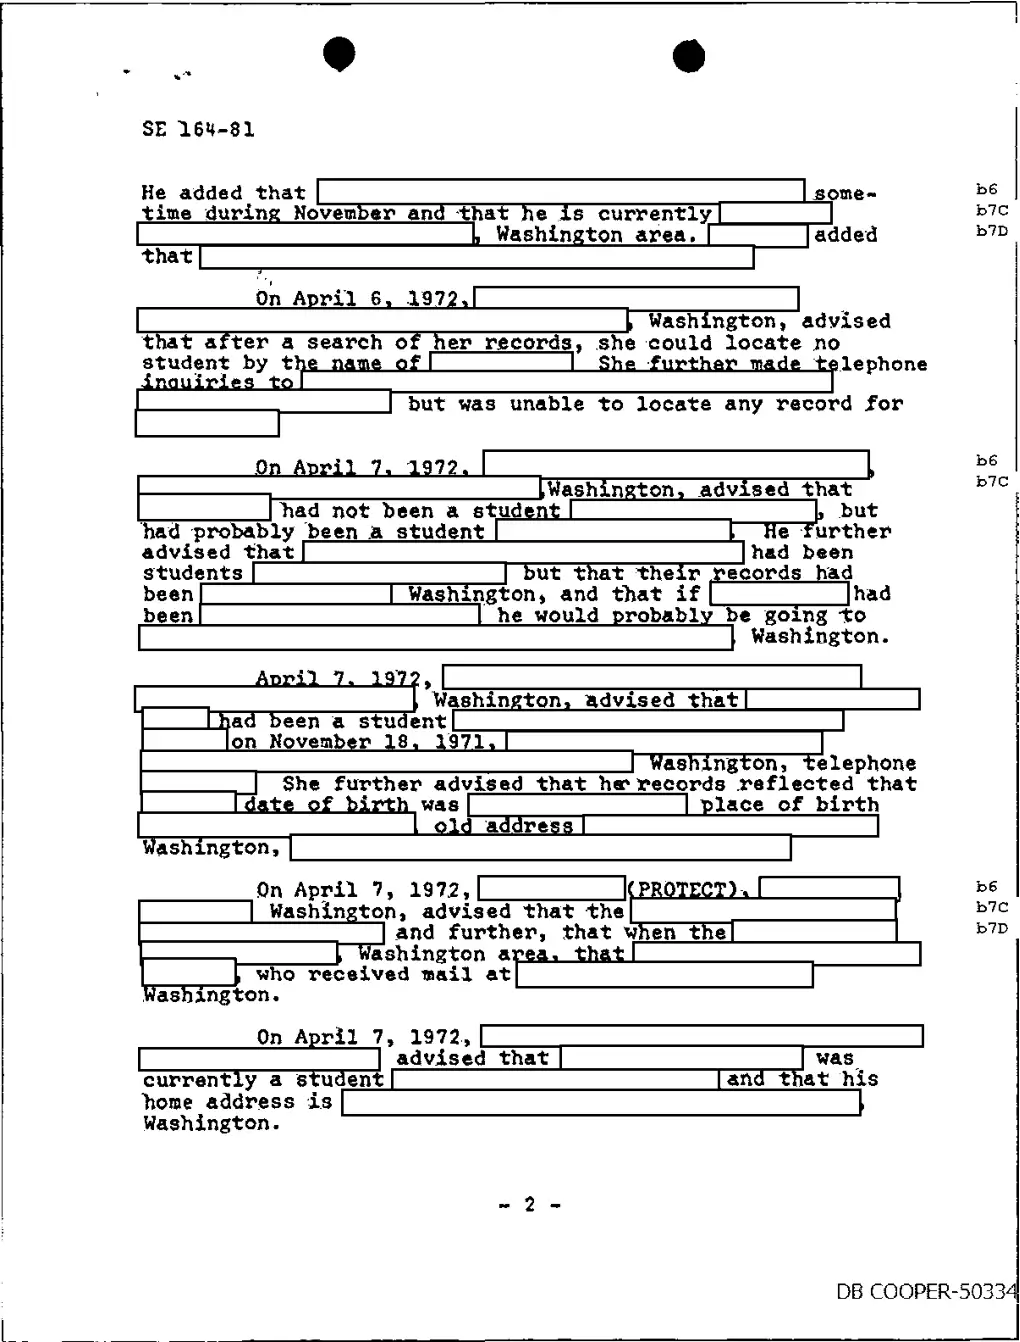 SE 164-81
He added that some-
b6
time during November and that he is currently
b7C
, Washington area. added
b7D
that
On April 6, 1972,
, Washington, advised
that after a search of her records, she could locate no
student by the name of She further made telephone
inquiries to
but was unable to locate any record for
On April 7, 1972, ,
b6
,Washington, advised that
b7C
had not been a student , but
had probably been a student . He further
advised that had been
students but that their records had
been Washington, and that if had
been he would probably be going to
, Washington.
April 7, 1972,
, Washington, advised that
had been a student
on November 18, 1971,
Washington, telephone
She further advised that her records reflected that
date of birth was place of birth
, old address
Washington,
On April 7, 1972, (PROTECT), ,
b6
Washington, advised that the
b7C
and further, that when the
b7D
, Washington area, that
, who received mail at
Washington.
On April 7, 1972,
advised that was
currently a student and that his
home address is ,
Washington.
- 2 -
DB COOPER-50334